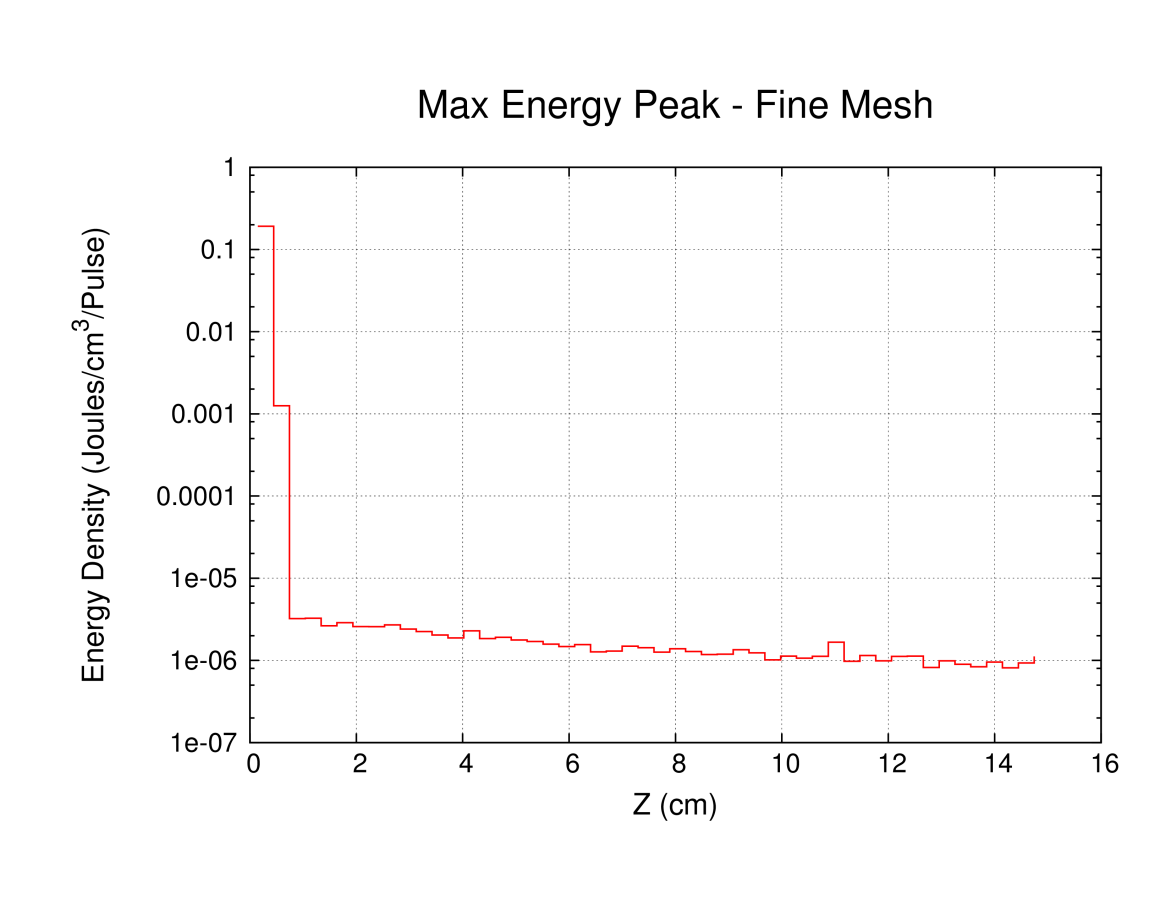 Max Energy Peak - Fine Mesh
1
0.1
0.01
0.001
0.0001
1e-05
1e-06
1e-07
Energy Density (Joules/cm³/Pulse)
0 2 4 6 8 10 12 14 16
Z (cm)